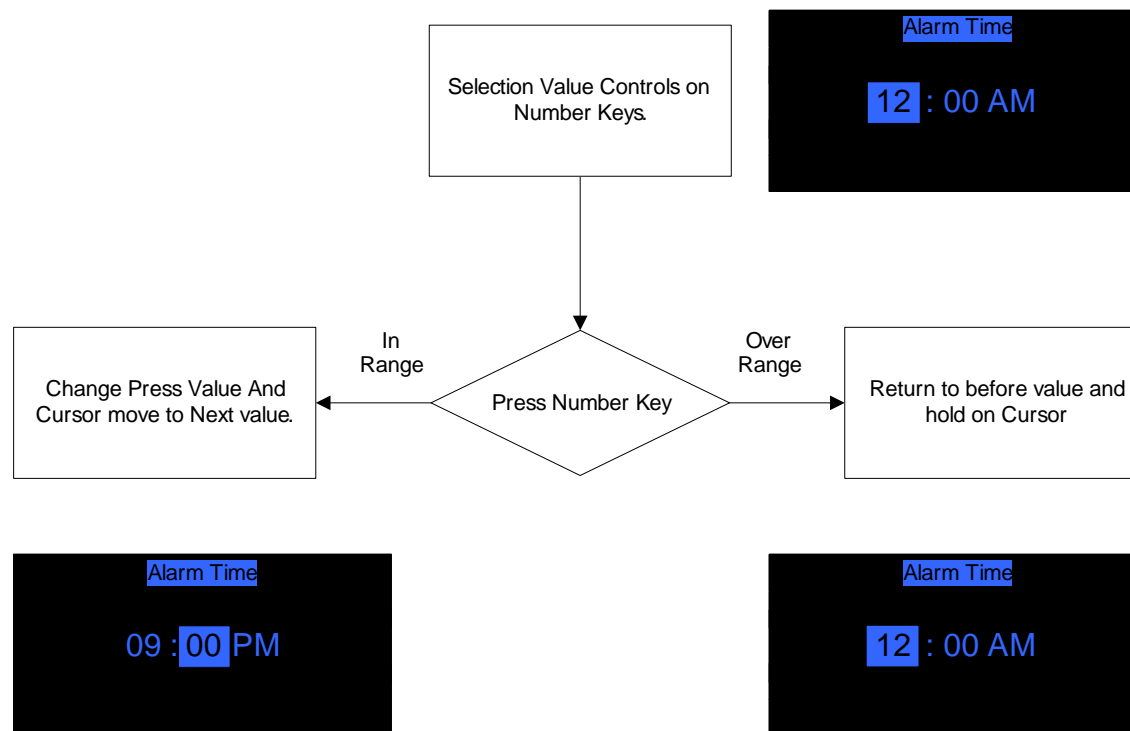 Alarm Time
Selection Value Controls on
Number Keys.
12 : 00 AM
In
Range
Over
Range
Change Press Value And
Cursor move to Next value.
Press Number Key
Return to before value and
hold on Cursor
Alarm Time
09 : 00 PM
Alarm Time
12 : 00 AM